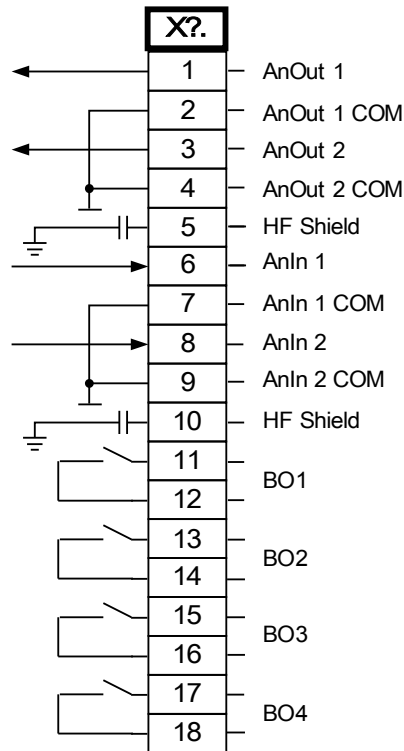 X?.
1 AnOut 1
2 AnOut 1 COM
3 AnOut 2
4 AnOut 2 COM
5 HF Shield
6 AnIn 1
7 AnIn 1 COM
8 AnIn 2
9 AnIn 2 COM
10 HF Shield
11
BO1
12
13
BO2
14
15
BO3
16
17
BO4
18